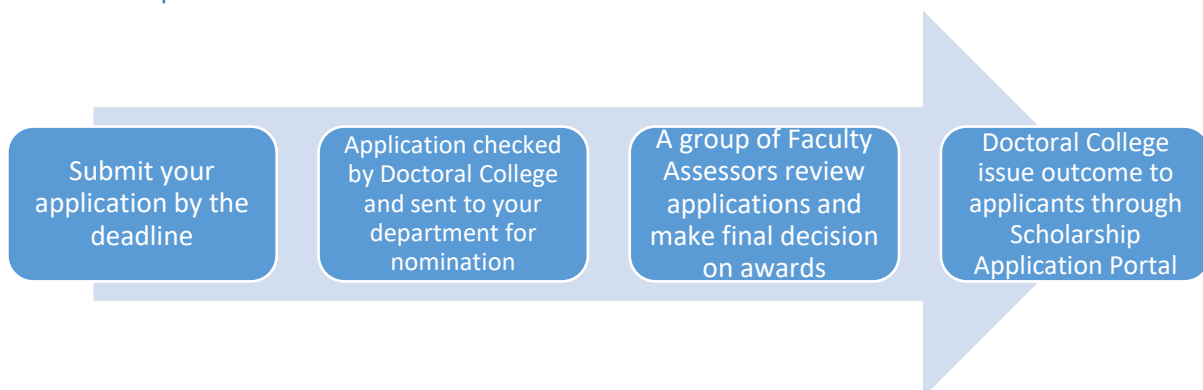 Submit your
application by the
deadline
Application checked
by Doctoral College
and sent to your
department for
nomination
A group of Faculty
Assessors review
applications and
make final decision
on awards
Doctoral College
issue outcome to
applicants through
Scholarship
Application Portal